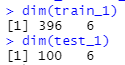 > dim(train_1)
[1] 396   6
> dim(test_1)
[1] 100   6